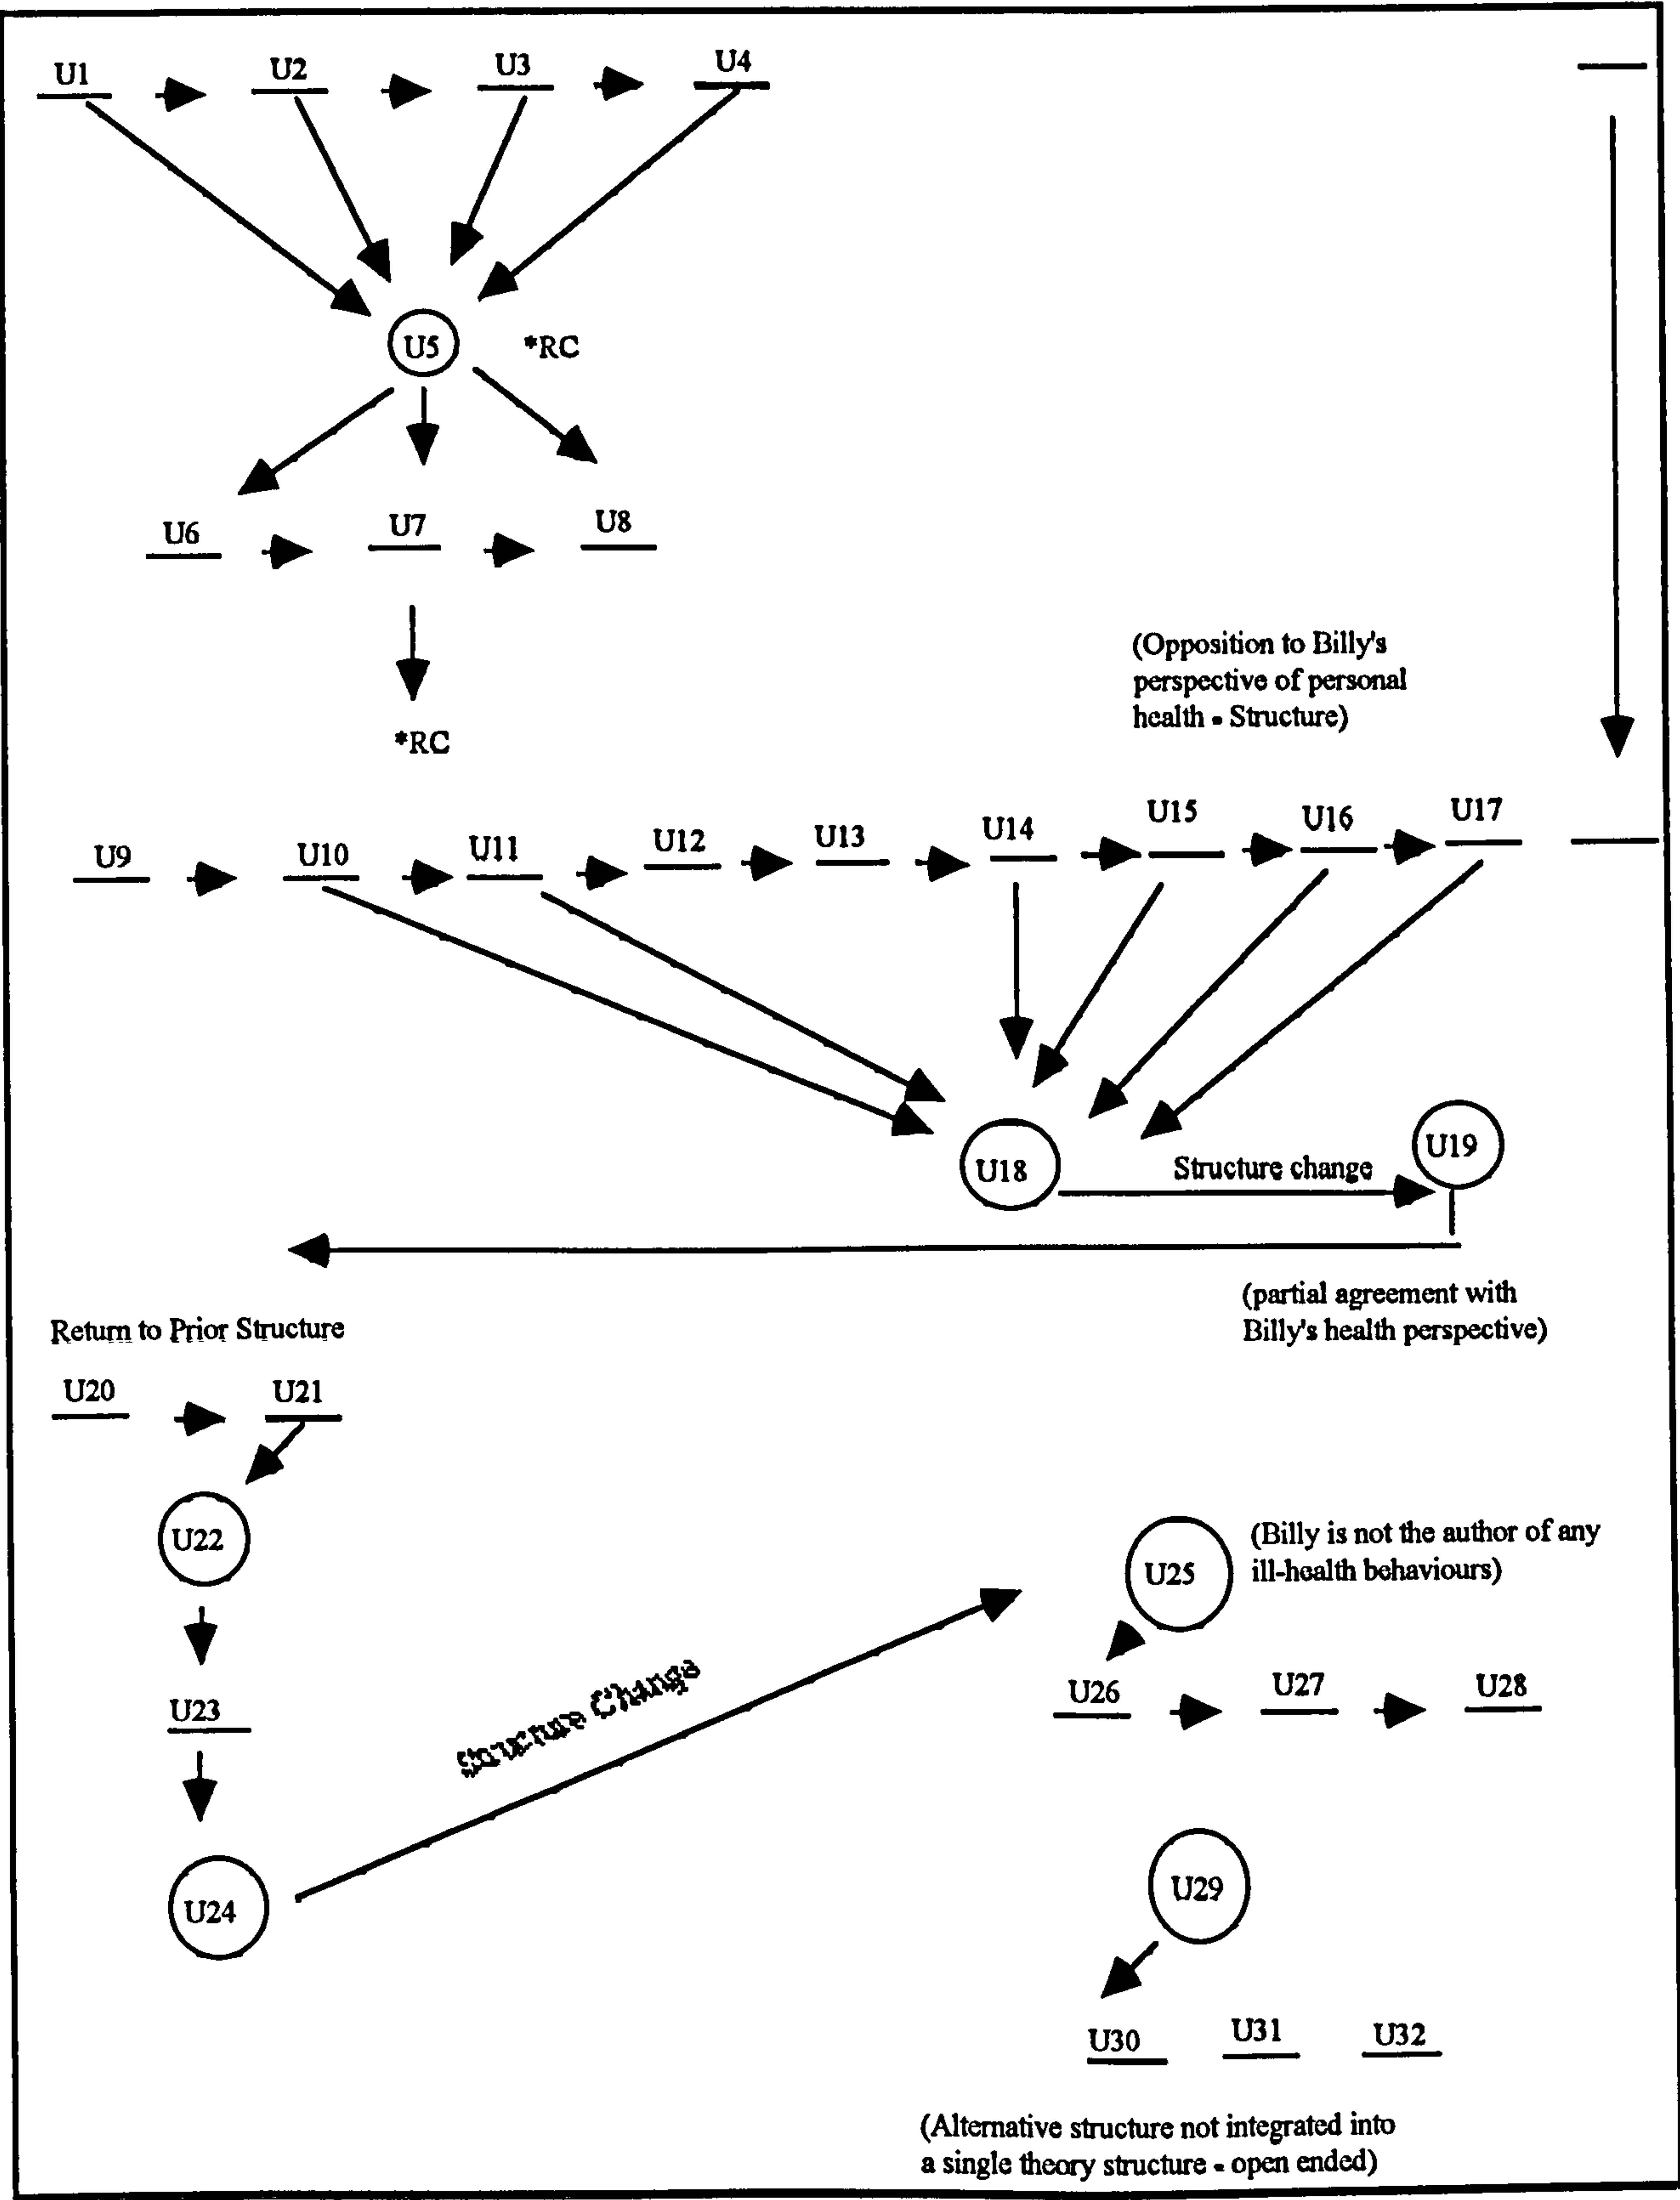 U1 U2 U3 U4
U5 *RC
U6 U7 U8
*RC
(Opposition to Billy's
perspective of personal
health - Structure)
U9 U10 U11 U12 U13 U14 U15 U16 U17
U18 Structure change U19
(partial agreement with
Billy's health perspective)
Return to Prior Structure
U20 U21
U22
U25 (Billy is not the author of any
ill-health behaviours)
Structure Change
U23 U26 U27 U28
U24 U29
U30 U31 U32
(Alternative structure not integrated into
a single theory structure - open ended)